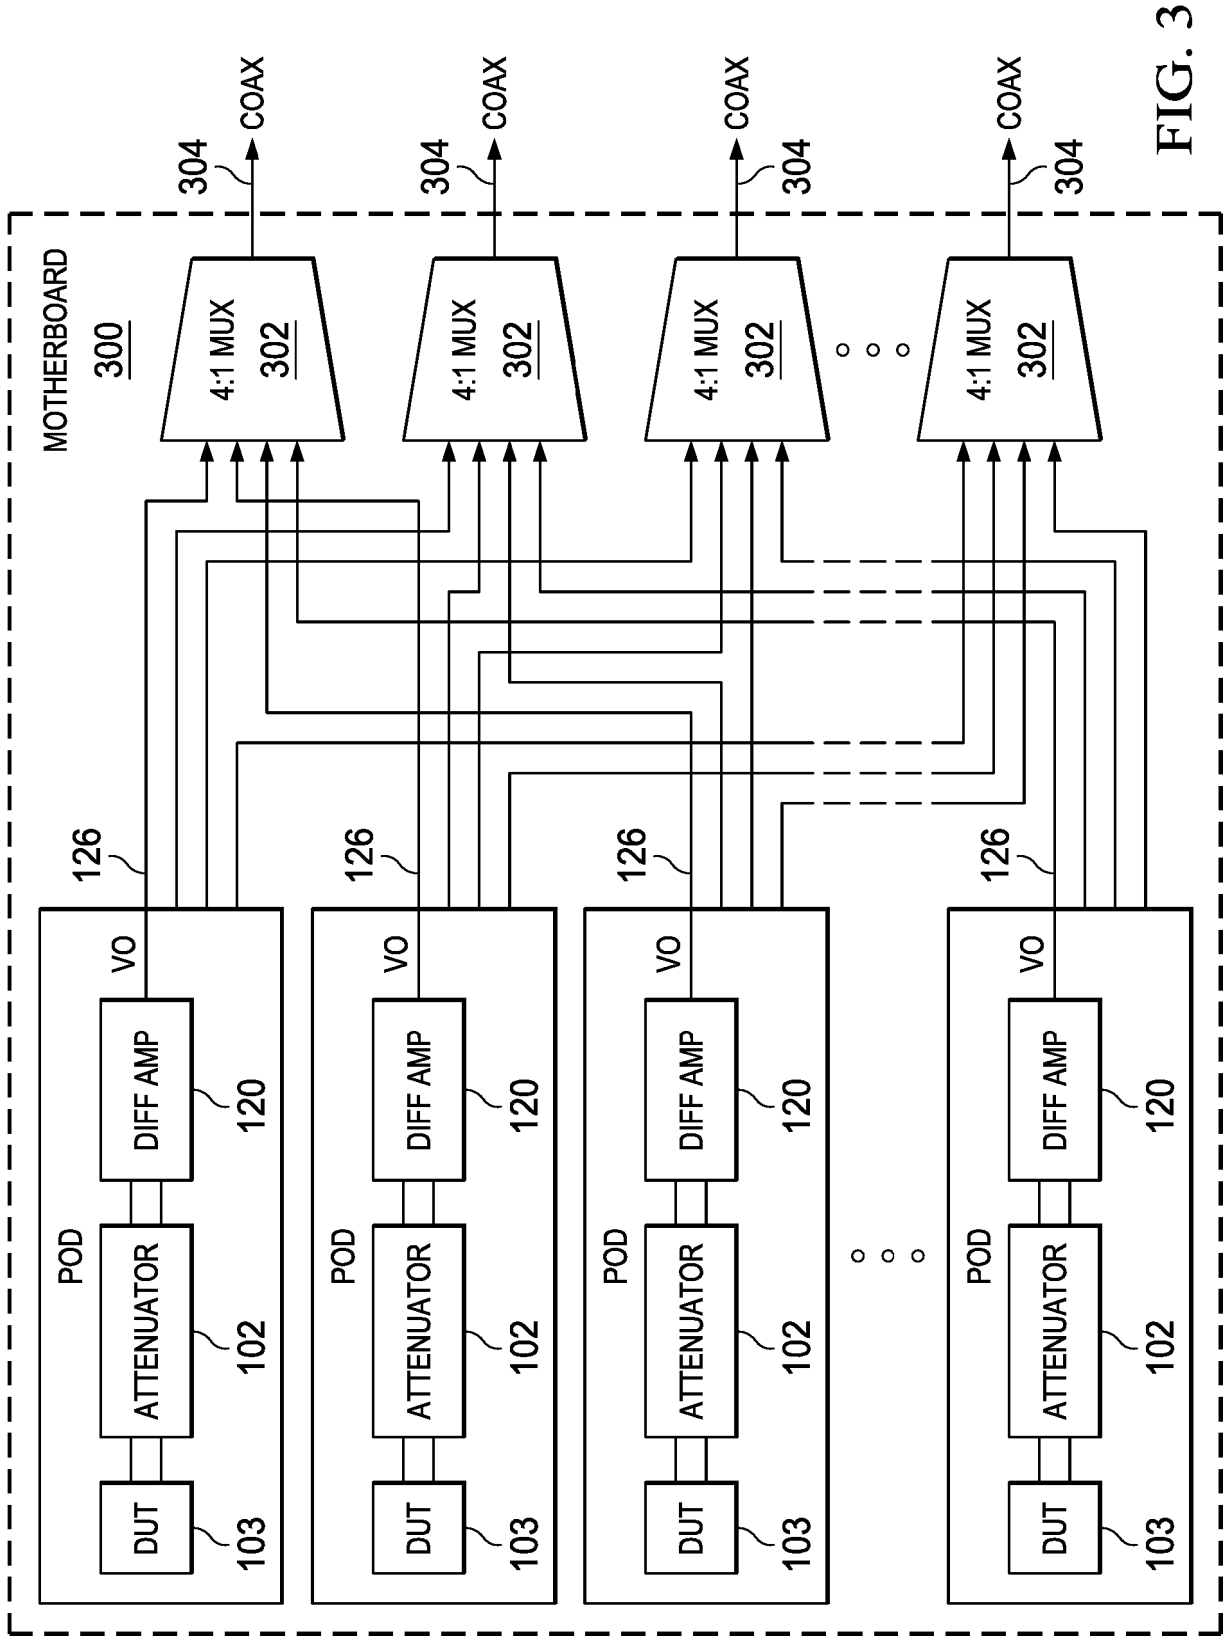 MOTHERBOARD
300
POD
DUT
103
ATTENUATOR
102
DIFF AMP
120
VO
126
4:1 MUX
302
304
COAX
POD
DUT
103
ATTENUATOR
102
DIFF AMP
120
VO
126
4:1 MUX
302
304
COAX
POD
DUT
103
ATTENUATOR
102
DIFF AMP
120
VO
126
4:1 MUX
302
304
COAX
POD
DUT
103
ATTENUATOR
102
DIFF AMP
120
VO
126
4:1 MUX
302
304
COAX
FIG. 3